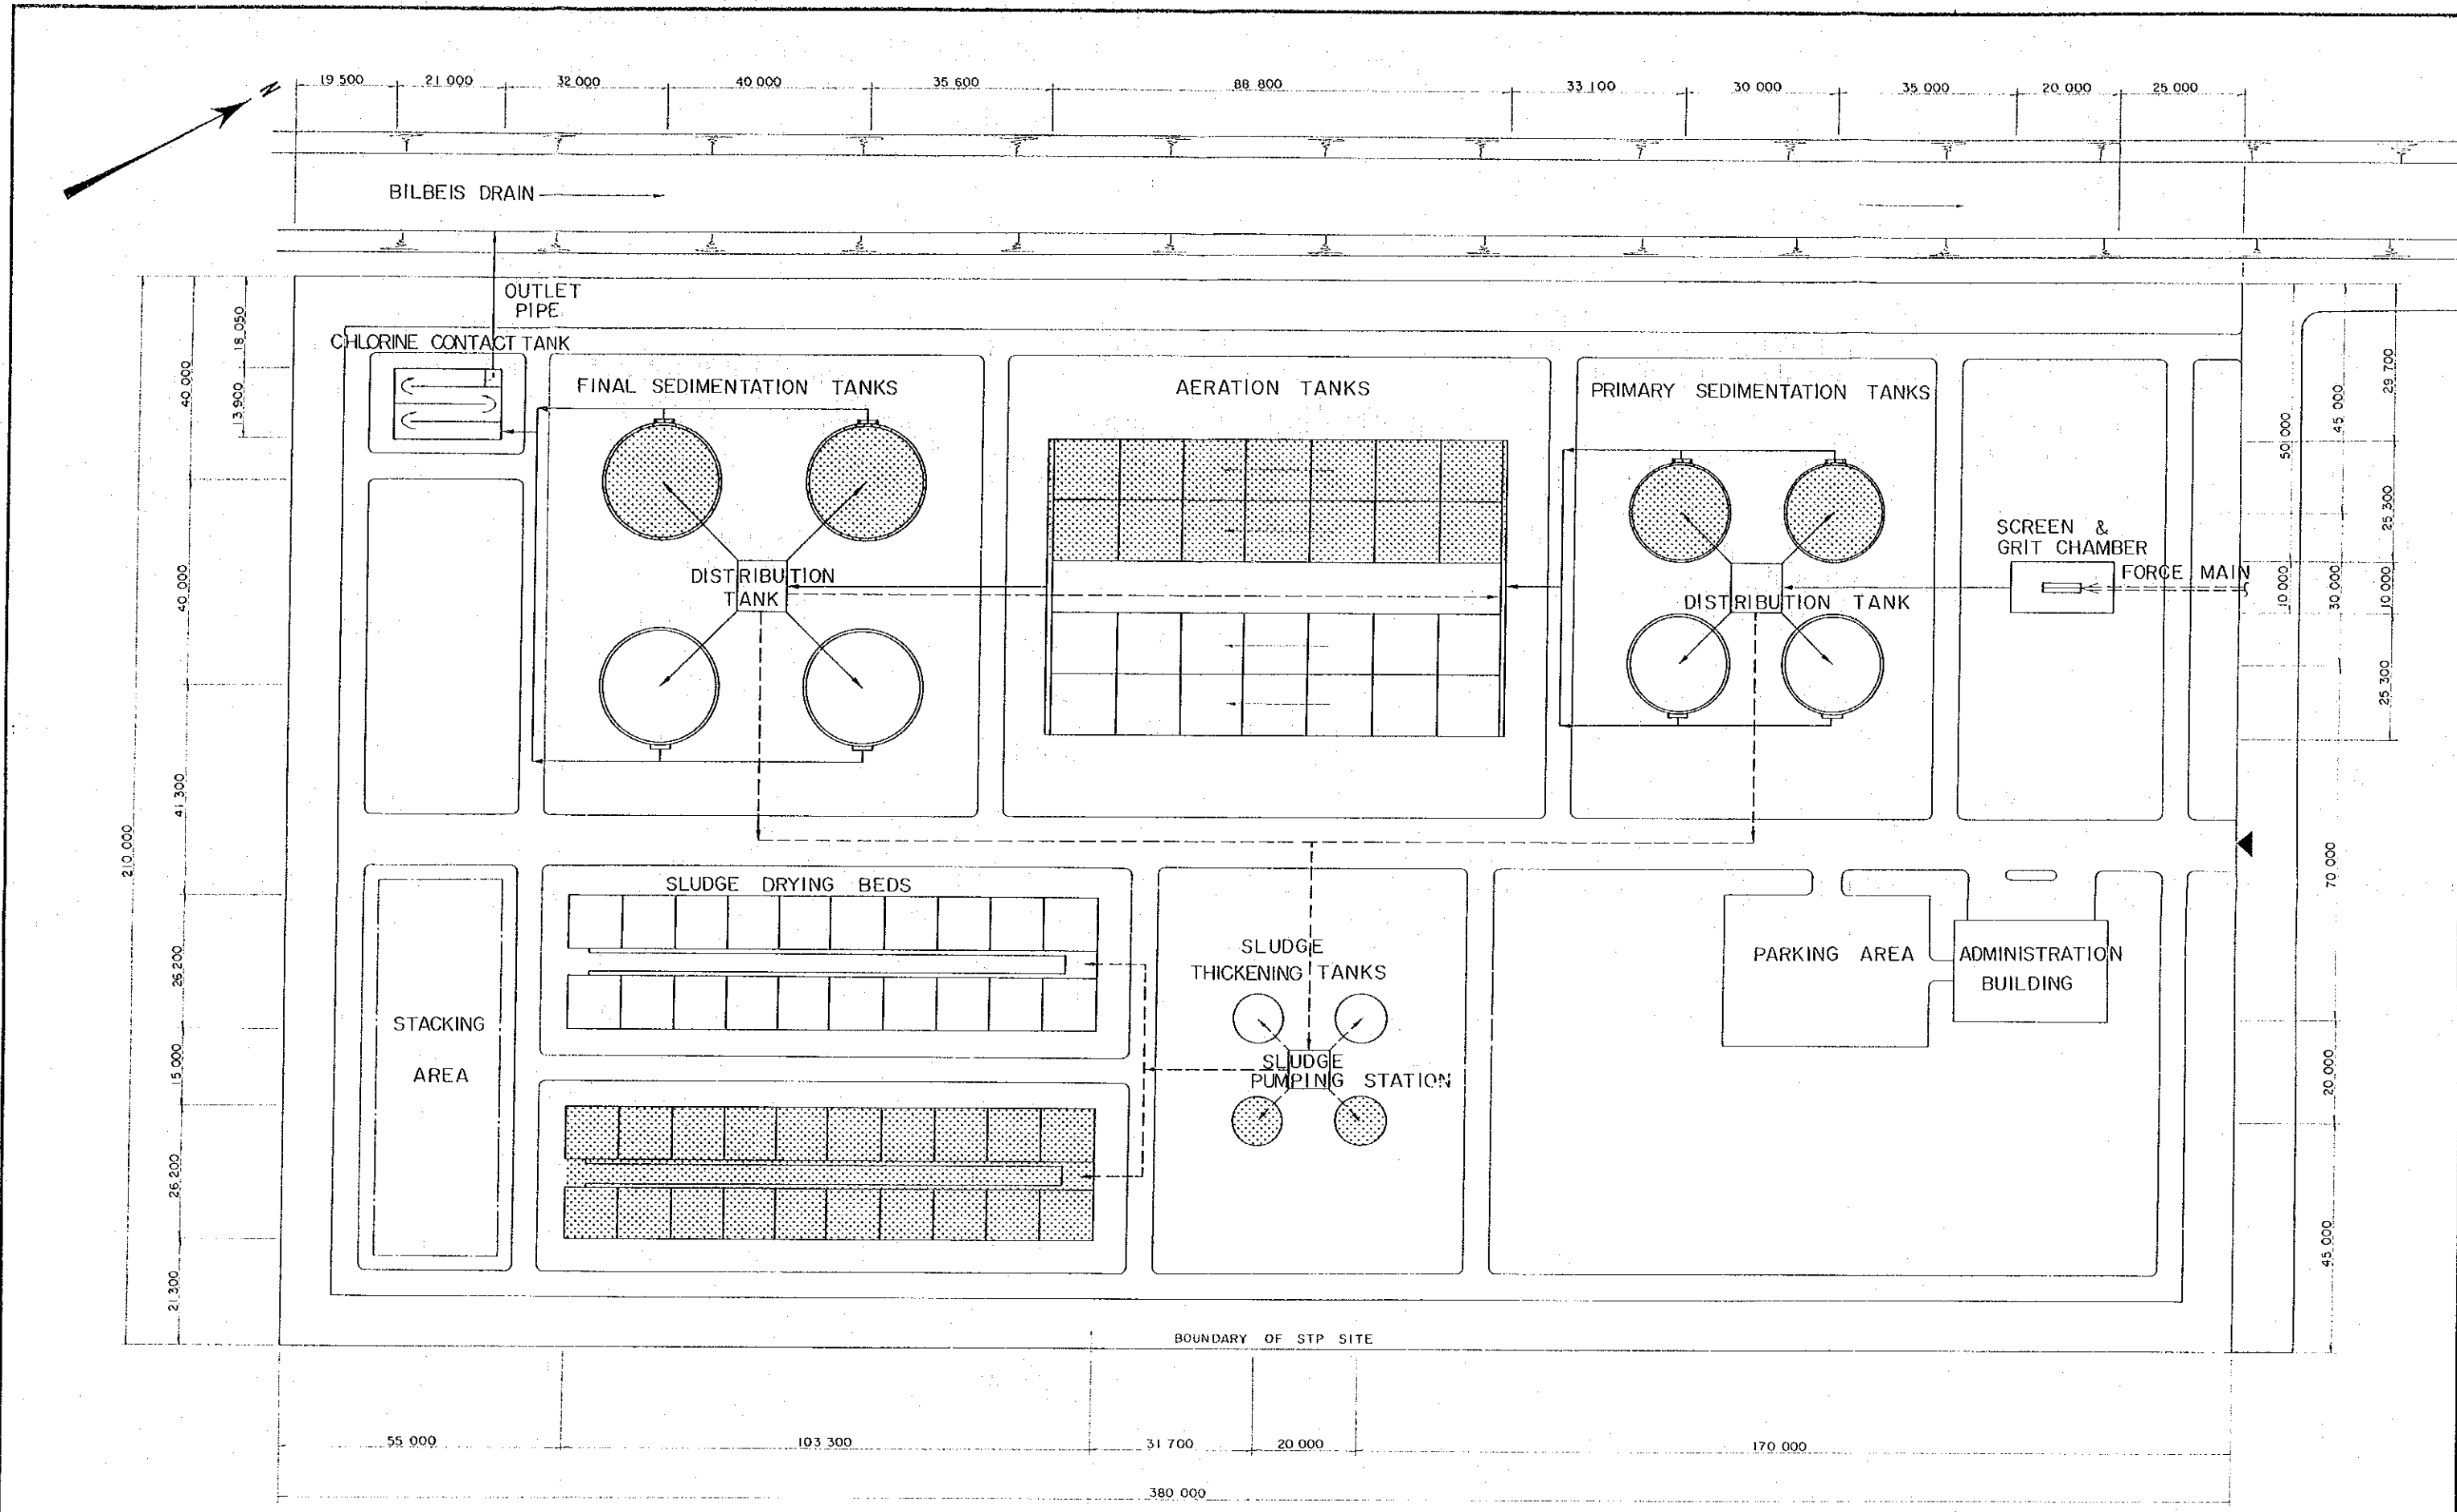 19 500
21 000
32 000
40 000
35 600
88 800
33 100
30 000
35 000
20 000
25 000
N
BILBEIS DRAIN
OUTLET
PIPE
CHLORINE CONTACT TANK
FINAL SEDIMENTATION TANKS
AERATION TANKS
PRIMARY SEDIMENTATION TANKS
SCREEN &
GRIT CHAMBER
FORCE MAIN
DISTRIBUTION
TANK
DISTRIBUTION TANK
18 050
13 900
40 000
40 000
41 300
210 000
26 200
15 000
26 200
21 300
29 700
45 000
50 000
25 300
10 000
30 000
10 000
25 300
70 000
20 000
45 000
SLUDGE DRYING BEDS
SLUDGE
THICKENING TANKS
PARKING AREA
ADMINISTRATION
BUILDING
STACKING
AREA
SLUDGE
PUMPING STATION
BOUNDARY OF STP SITE
55 000
103 300
31 700
20 000
170 000
380 000